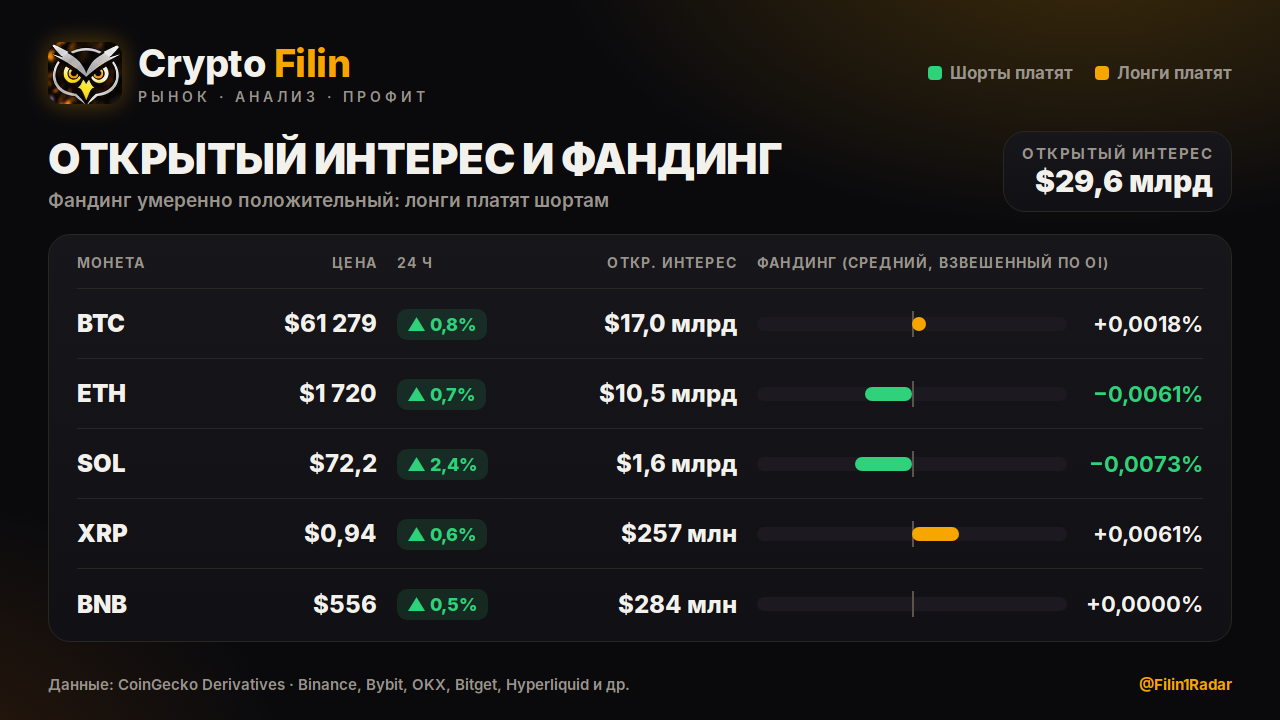 Crypto Filin
РЫНОК · АНАЛИЗ · ПРОФИТ
Шорты платят Лонги платят
ОТКРЫТЫЙ ИНТЕРЕС И ФАНДИНГ
Фандинг умеренно положительный: лонги платят шортам
ОТКРЫТЫЙ ИНТЕРЕС
$29,6 млрд
МОНЕТА ЦЕНА 24 Ч ОТКР. ИНТЕРЕС ФАНДИНГ (СРЕДНИЙ, ВЗВЕШЕННЫЙ ПО OI)
BTC $61 279 ▲ 0,8% $17,0 млрд +0,0018%
ETH $1 720 ▲ 0,7% $10,5 млрд −0,0061%
SOL $72,2 ▲ 2,4% $1,6 млрд −0,0073%
XRP $0,94 ▲ 0,6% $257 млн +0,0061%
BNB $556 ▲ 0,5% $284 млн +0,0000%
Данные: CoinGecko Derivatives · Binance, Bybit, OKX, Bitget, Hyperliquid и др.
@Filin1Radar